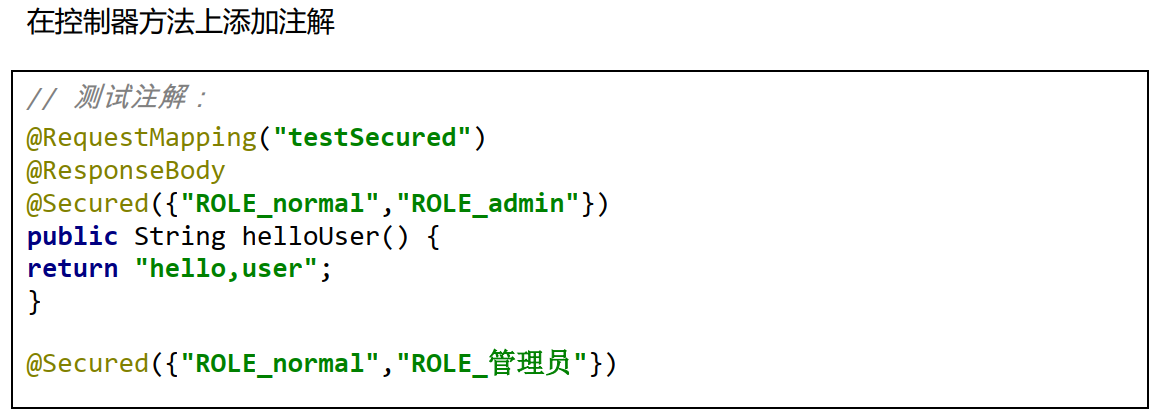 在控制器方法上添加注解
// 测试注解：
@RequestMapping("testSecured")
@ResponseBody
@Secured({"ROLE_normal","ROLE_admin"})
public String helloUser() {
return "hello,user";
}
@Secured({"ROLE_normal","ROLE_管理员"})